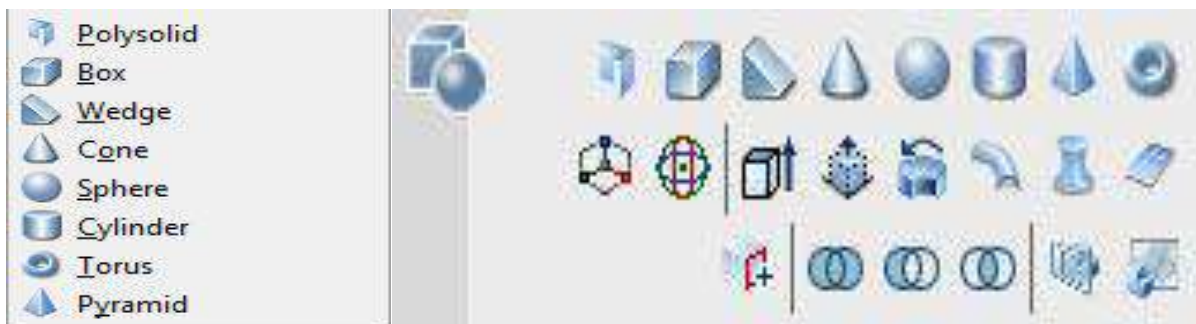 Polysolid
Box
Wedge
Cone
Sphere
Cylinder
Torus
Pyramid